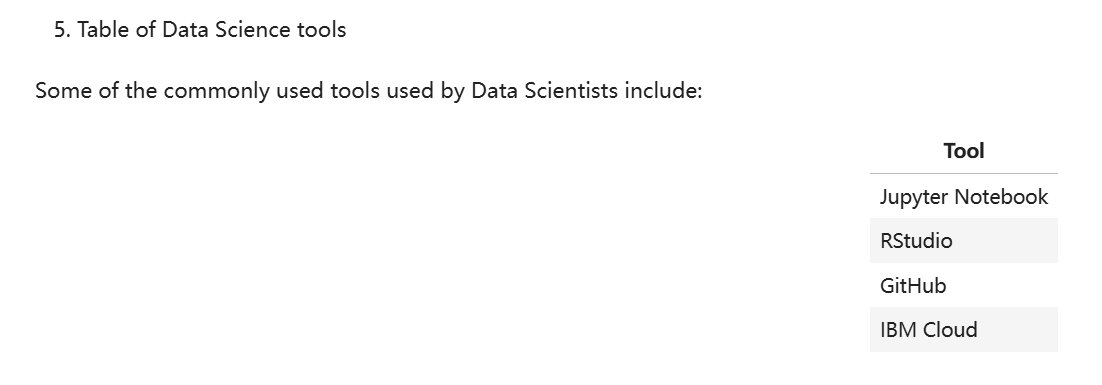 5. Table of Data Science tools
Some of the commonly used tools used by Data Scientists include:
Tool
Jupyter Notebook
RStudio
GitHub
IBM Cloud